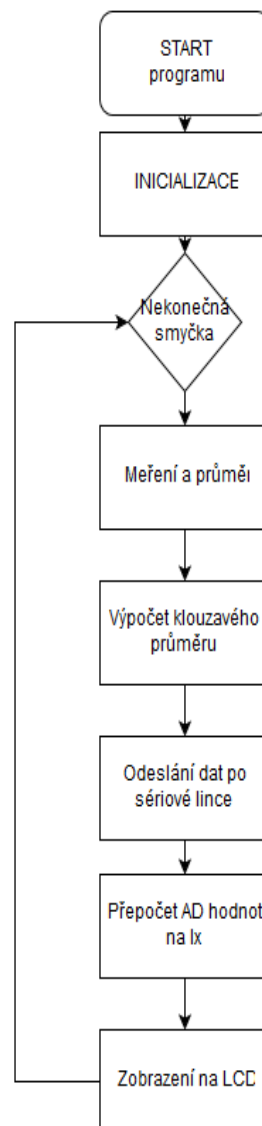 START
programu
INICIALIZACE
Nekonečná
smyčka
Meření a průměr
Výpočet klouzavého
průměru
Odeslání dat po
sériové lince
Přepočet AD hodnot
na lx
Zobrazení na LCD